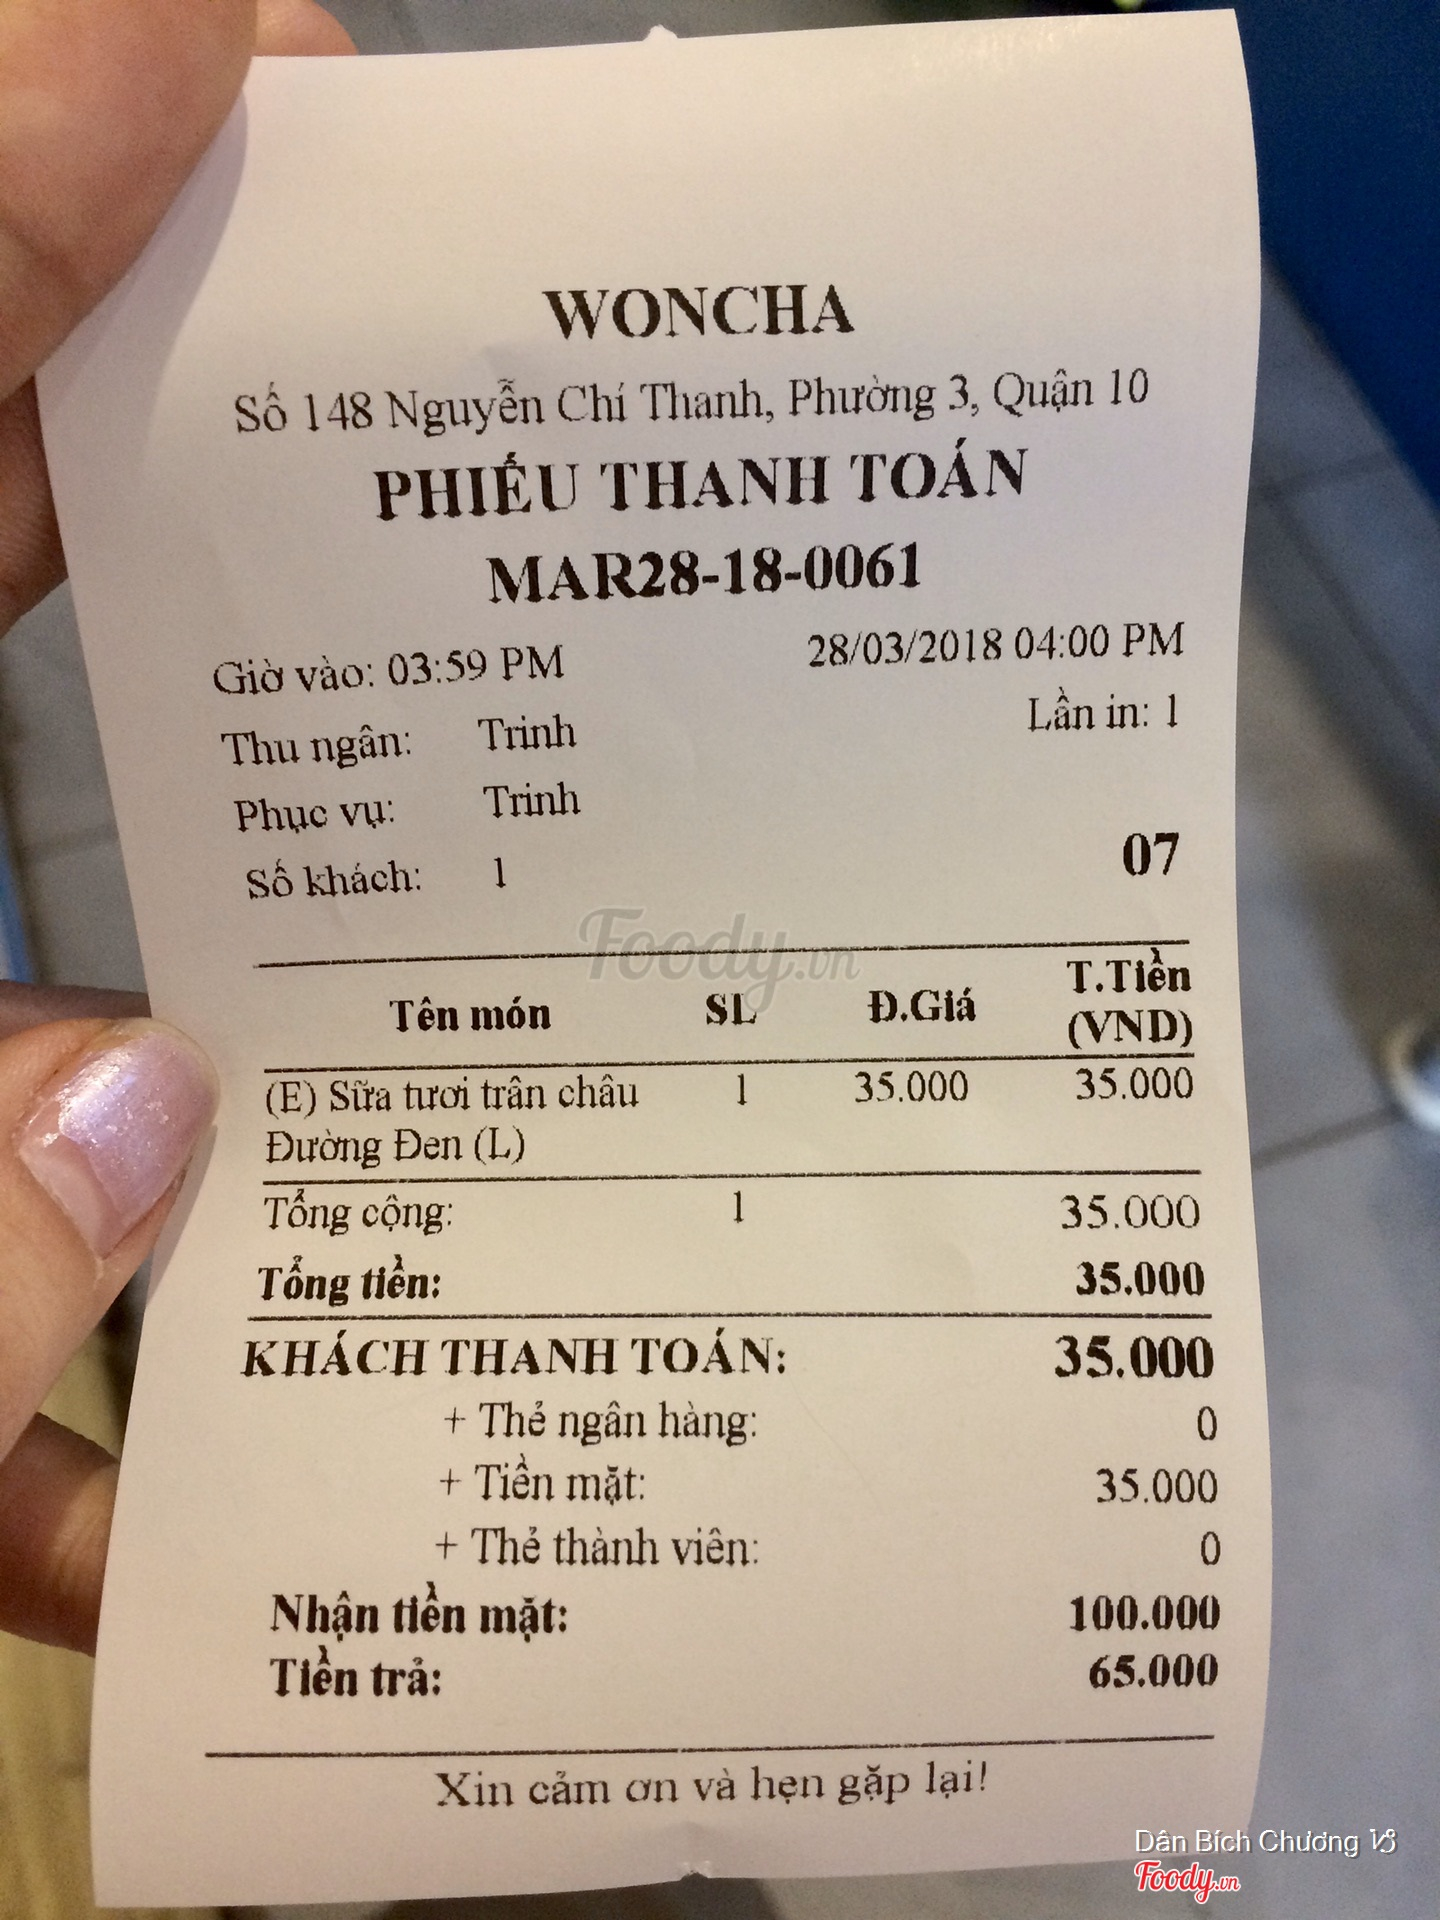 WONCHA
Số 148 Nguyễn Chí Thanh, Phường 3, Quận 10
PHIẾU THANH TOÁN
MAR28-18-0061
Giờ vào: 03:59 PM 28/03/2018 04:00 PM
Thu ngân: Trinh Lần in: 1
Phục vụ: Trinh
Số khách: 1 07
Foody.vn
Tên món SL Đ.Giá T.Tiền (VND)
(E) Sữa tươi trân châu 1 35.000 35.000
Đường Đen (L)
Tổng cộng: 1 35.000
Tổng tiền: 35.000
KHÁCH THANH TOÁN: 35.000
+ Thẻ ngân hàng: 0
+ Tiền mặt: 35.000
+ Thẻ thành viên: 0
Nhận tiền mặt: 100.000
Tiền trả: 65.000
Xin cảm ơn và hẹn gặp lại!
Dân Bích Chương
Foody.vn